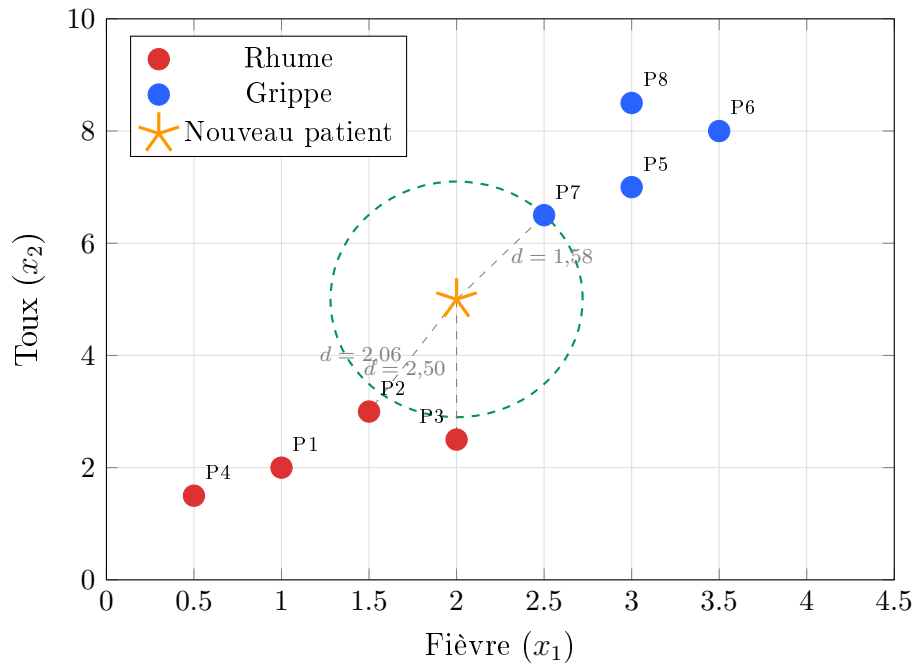 10
8
6
4
2
0
Toux (x₂)
Rhume
Grippe
Nouveau patient
P8
P6
P5
P7
d = 1,58
d = 2,06
d = 2,50
P2
P3
P1
P4
0 0.5 1 1.5 2 2.5 3 3.5 4 4.5
Fièvre (x₁)